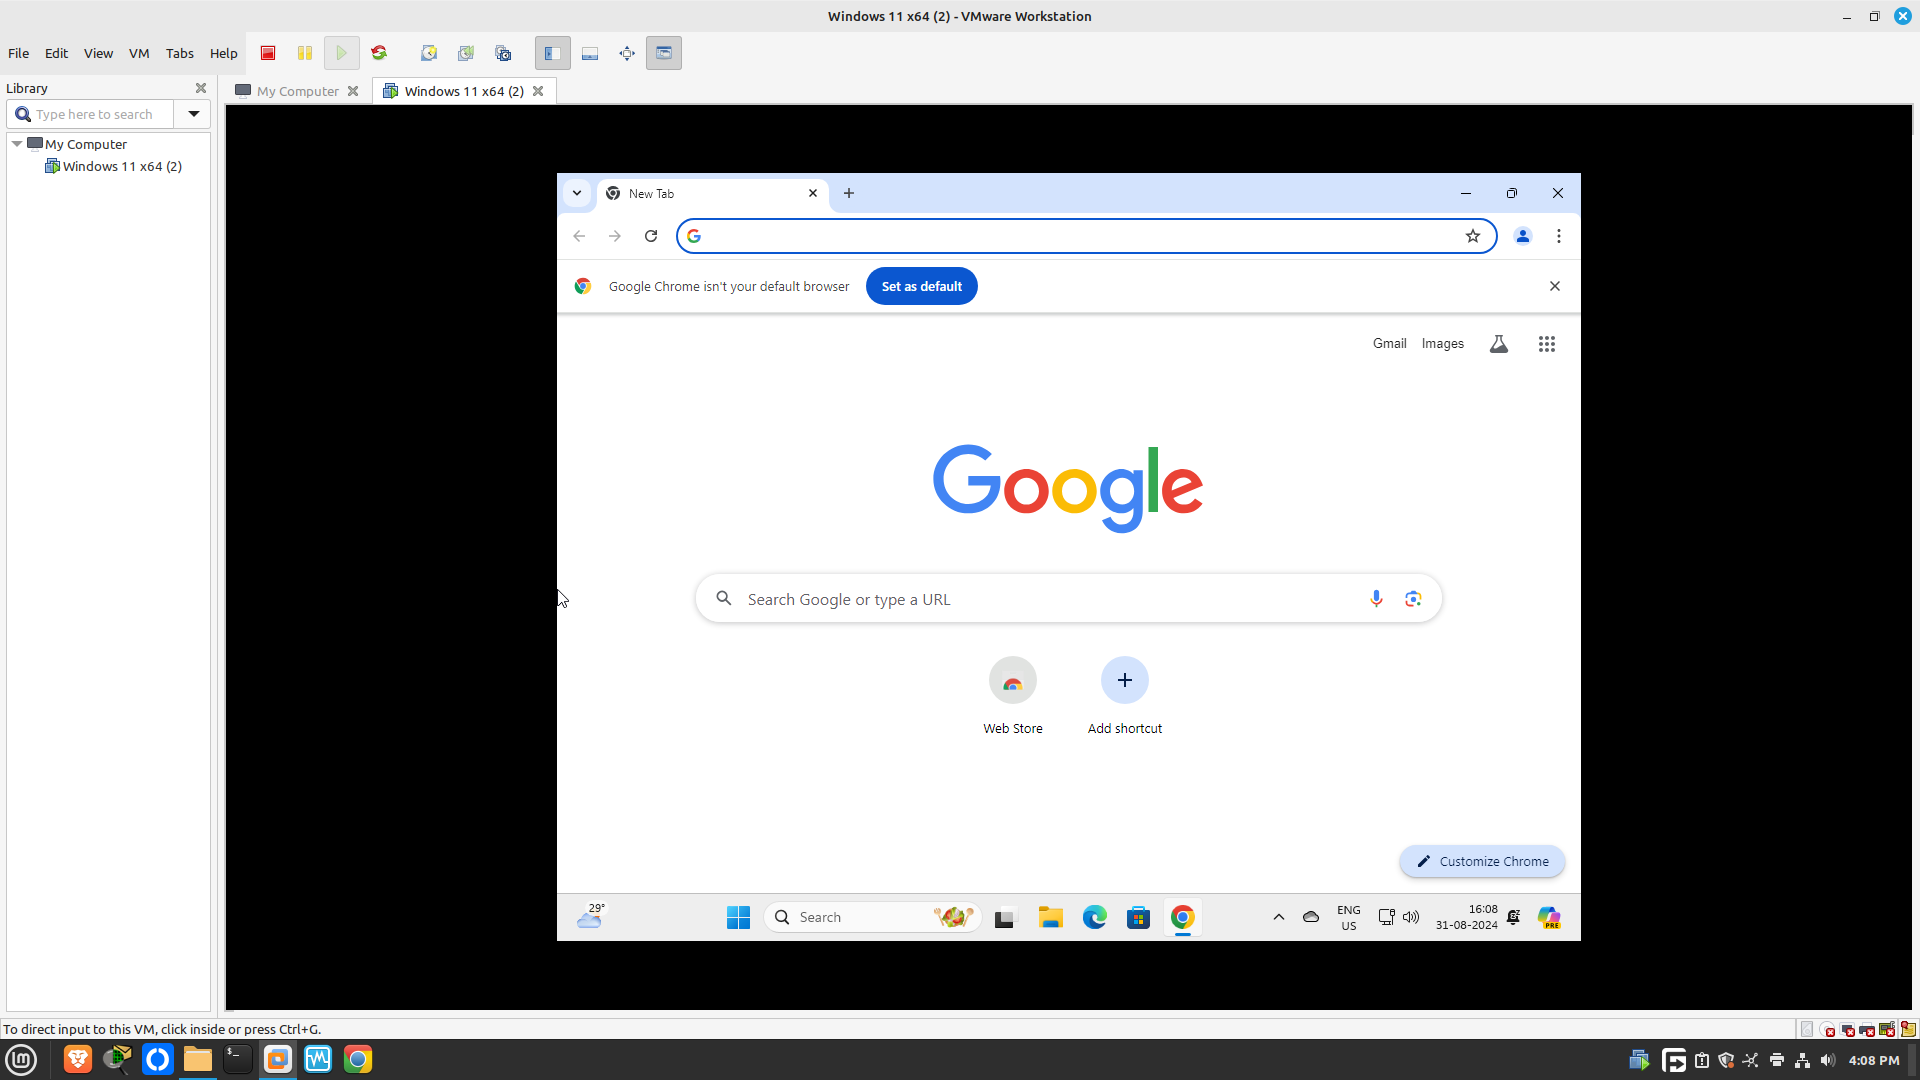 Windows 11 x64 (2) - VMware Workstation
File Edit View VM Tabs Help
Library
My Computer
Windows 11 x64 (2)
Type here to search
My Computer
Windows 11 x64 (2)
New Tab
Google Chrome isn't your default browser
Set as default
Gmail Images
Google
Search Google or type a URL
Web Store
Add shortcut
Customize Chrome
29°
Search
ENG
US
16:08
31-08-2024
PRE
To direct input to this VM, click inside or press Ctrl+G.
4:08 PM